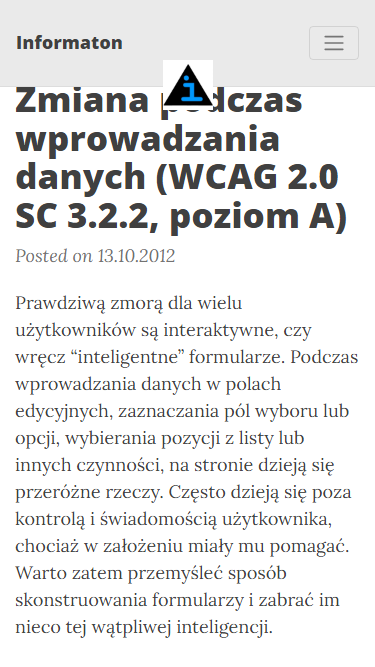 Informaton
i
Zmiana podczas
wprowadzania
danych (WCAG 2.0
SC 3.2.2, poziom A)
Posted on 13.10.2012
Prawdziwą zmorą dla wielu
użytkowników są interaktywne, czy
wręcz “inteligentne” formularze. Podczas
wprowadzania danych w polach
edycyjnych, zaznaczania pól wyboru lub
opcji, wybierania pozycji z listy lub
innych czynności, na stronie dzieją się
przeróżne rzeczy. Często dzieją się poza
kontrolą i świadomością użytkownika,
chociaż w założeniu miały mu pomagać.
Warto zatem przemyśleć sposób
skonstruowania formularzy i zabrać im
nieco tej wątpliwej inteligencji.